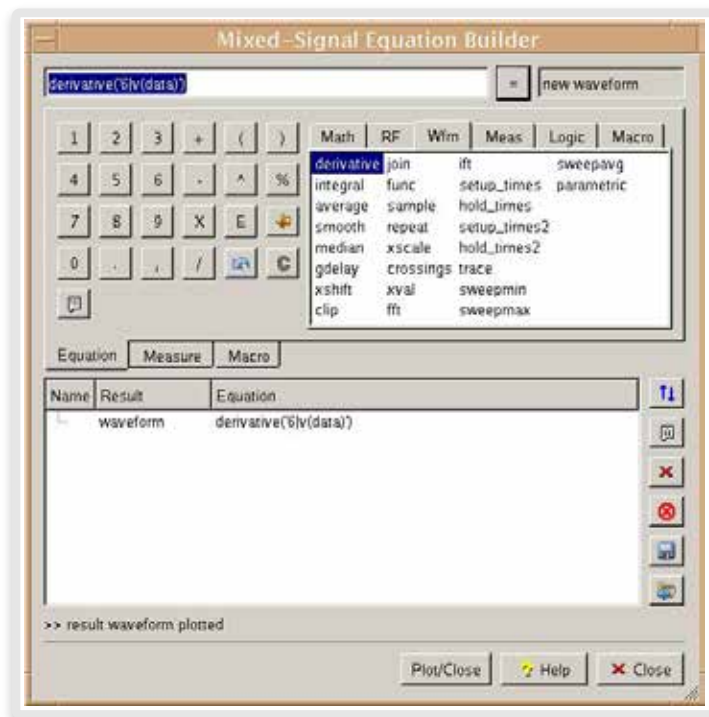 Mixed-Signal Equation Builder
derivative('6|v(data)')
= new waveform
1 2 3 + ( )
4 5 6 - ^ %
7 8 9 X E
0 . , / C
Math RF Wfm Meas Logic Macro
derivative join ift sweepavg
integral func setup_times parametric
average sample hold_times
smooth repeat setup_times2
median xscale hold_times2
gdelay crossings trace
xshift xval sweepmin
clip fft sweepmax
Equation Measure Macro
Name Result Equation
waveform derivative('6|v(data)')
>> result waveform plotted
Plot/Close ? Help Close